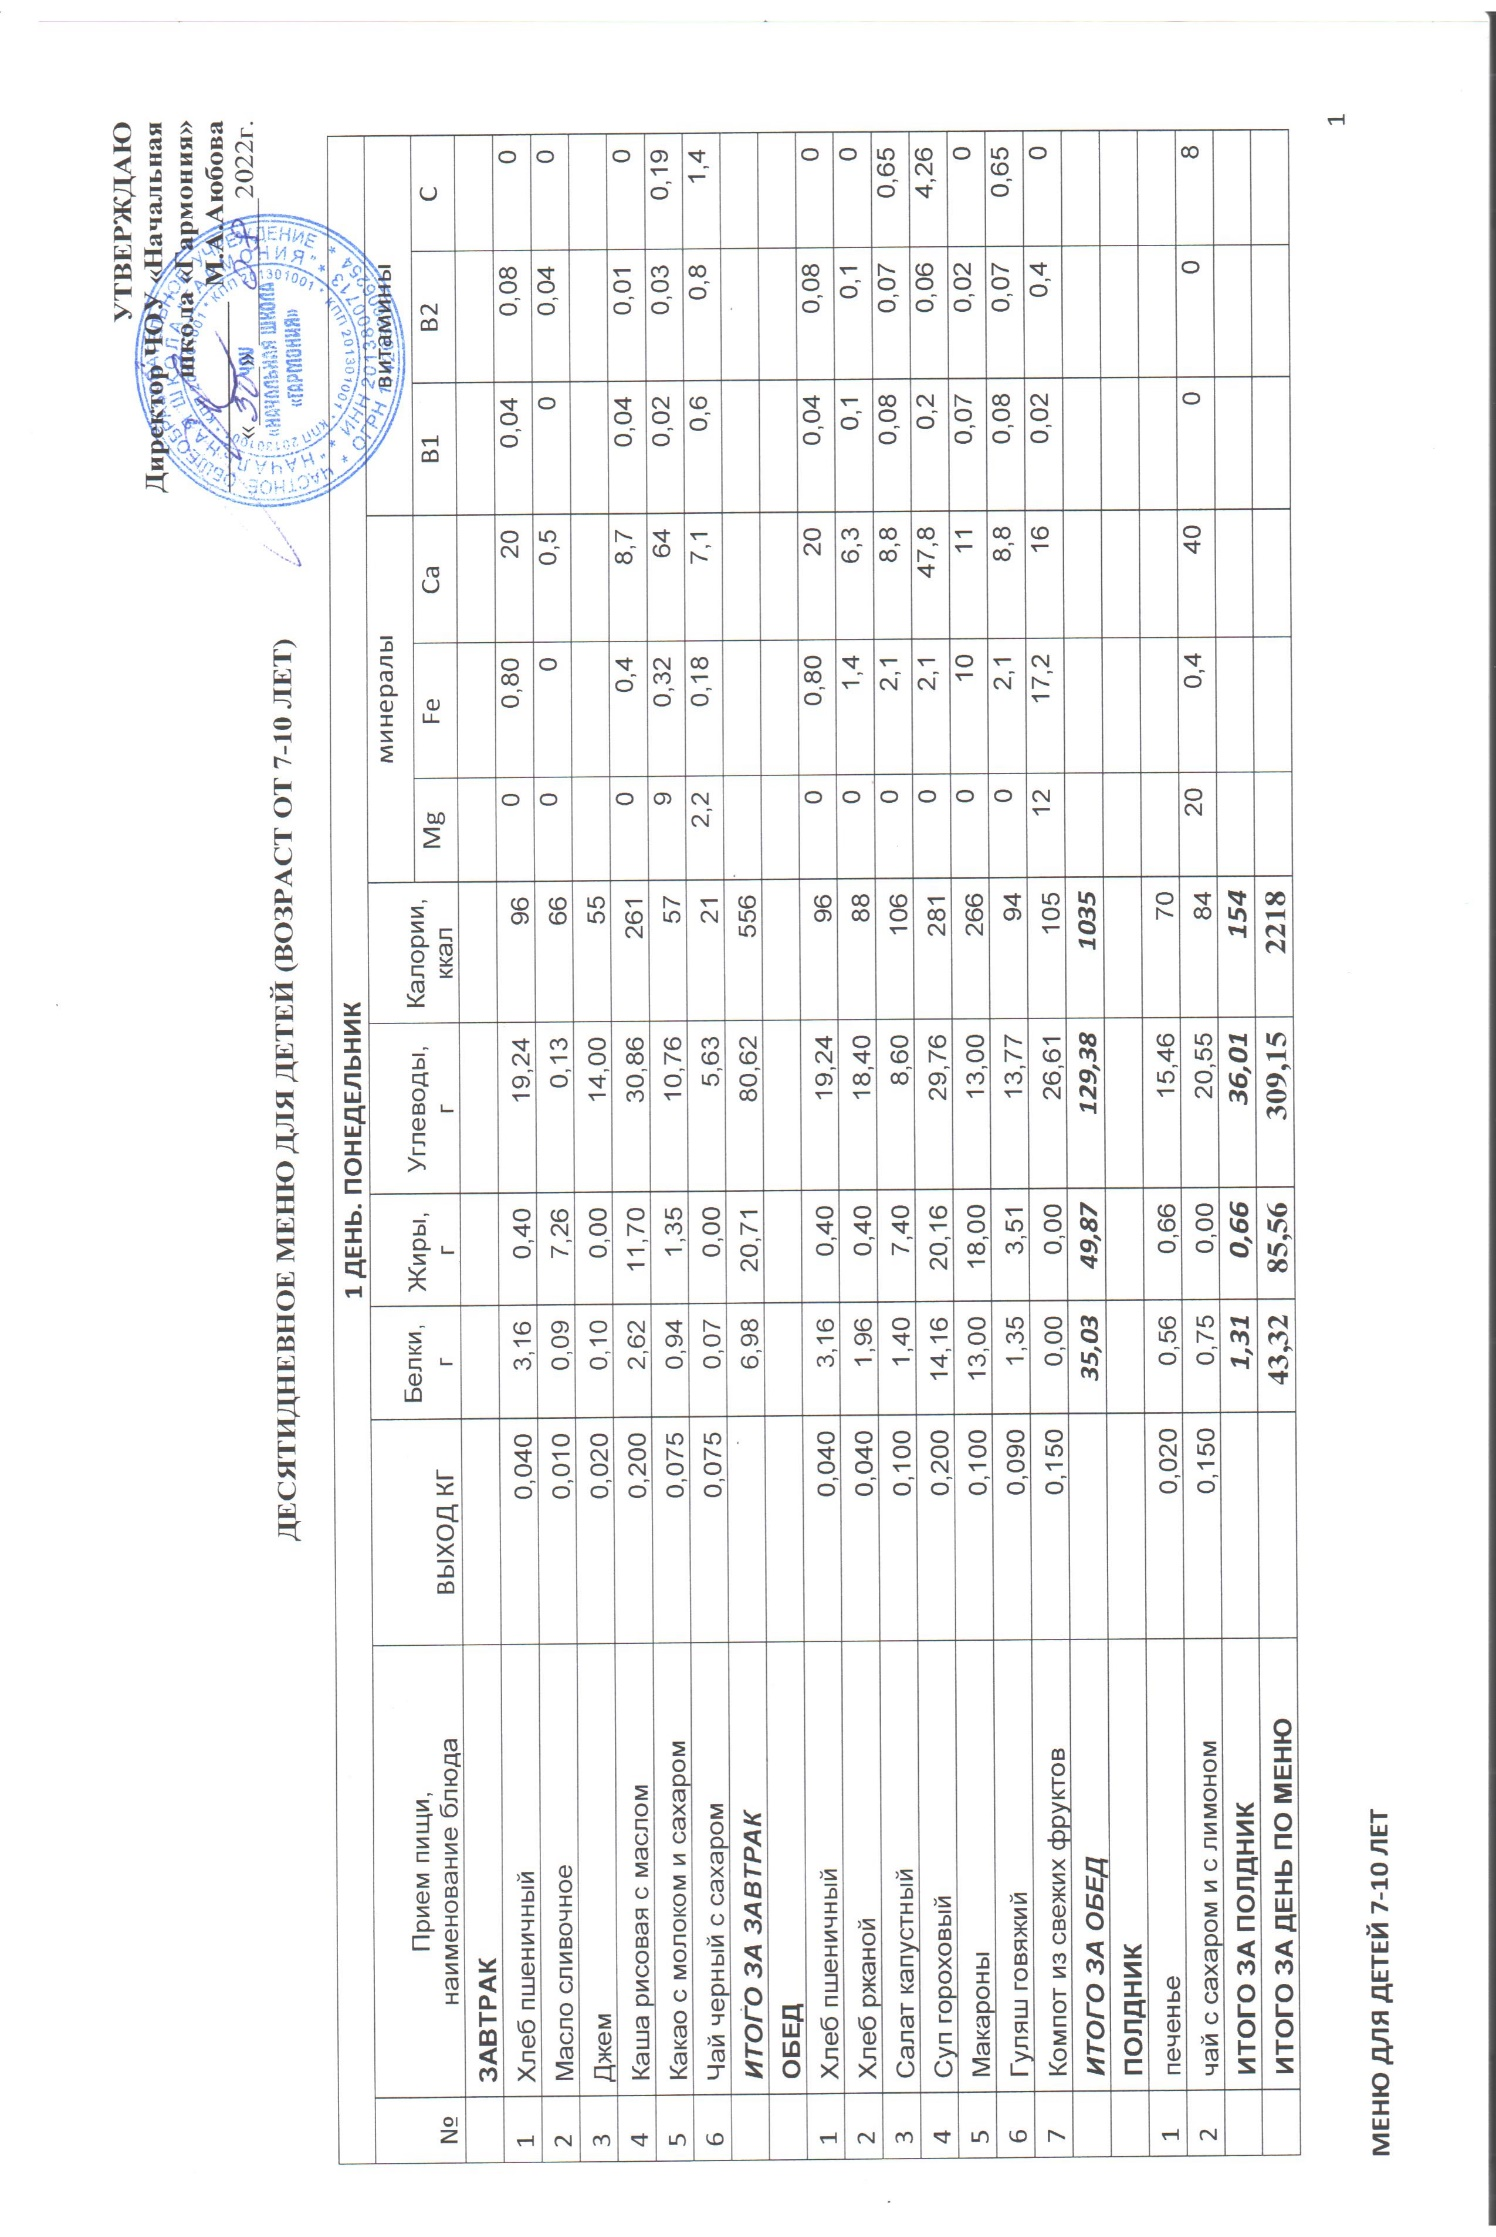 УТВЕРЖДАЮ
Директор ЧОУ «Начальная
школа «Гармония»
М.А.Аюбова
«30» 2022г.
ЧОУ
«НАЧАЛЬНАЯ ШКОЛА
«ГАРМОНИЯ»
ДЕСЯТИДНЕВНОЕ МЕНЮ ДЛЯ ДЕТЕЙ (ВОЗРАСТ ОТ 7-10 ЛЕТ)
1 ДЕНЬ. ПОНЕДЕЛЬНИК
№ Прием пищи, наименование блюда ВЫХОД КГ Белки, г Жиры, г Углеводы, г Калории, ккал минералы витамины
Mg Fe Ca B1 B2 C
ЗАВТРАК
1 Хлеб пшеничный 0,040 3,16 0,40 19,24 96 0 0,80 20 0,04 0,08 0
2 Масло сливочное 0,010 0,09 7,26 0,13 66 0 0 0,5 0 0,04 0
3 Джем 0,020 0,10 0,00 14,00 55
4 Каша рисовая с маслом 0,200 2,62 11,70 30,86 261 0 0,4 8,7 0,04 0,01 0
5 Какао с молоком и сахаром 0,075 0,94 1,35 10,76 57 9 0,32 64 0,02 0,03 0,19
6 Чай черный с сахаром 0,075 0,07 0,00 5,63 21 2,2 0,18 7,1 0,6 0,8 1,4
ИТОГО ЗА ЗАВТРАК 6,98 20,71 80,62 556
ОБЕД
1 Хлеб пшеничный 0,040 3,16 0,40 19,24 96 0 0,80 20 0,04 0,08 0
2 Хлеб ржаной 0,040 1,96 0,40 18,40 88 0 1,4 6,3 0,1 0,1 0
3 Салат капустный 0,100 1,40 7,40 8,60 106 0 2,1 8,8 0,08 0,07 0,65
4 Суп гороховый 0,200 14,16 20,16 29,76 281 0 2,1 47,8 0,2 0,06 4,26
5 Макароны 0,100 13,00 18,00 13,00 266 0 10 11 0,07 0,02 0
6 Гуляш говяжий 0,090 1,35 3,51 13,77 94 0 2,1 8,8 0,08 0,07 0,65
7 Компот из свежих фруктов 0,150 0,00 0,00 26,61 105 12 17,2 16 0,02 0,4 0
ИТОГО ЗА ОБЕД 35,03 49,87 129,38 1035
ПОЛДНИК
1 печенье 0,020 0,56 0,66 15,46 70
2 чай с сахаром и с лимоном 0,150 0,75 0,00 20,55 84 20 0,4 40 0 0 8
ИТОГО ЗА ПОЛДНИК 1,31 0,66 36,01 154
ИТОГО ЗА ДЕНЬ ПО МЕНЮ 43,32 85,56 309,15 2218
МЕНЮ ДЛЯ ДЕТЕЙ 7-10 ЛЕТ
1